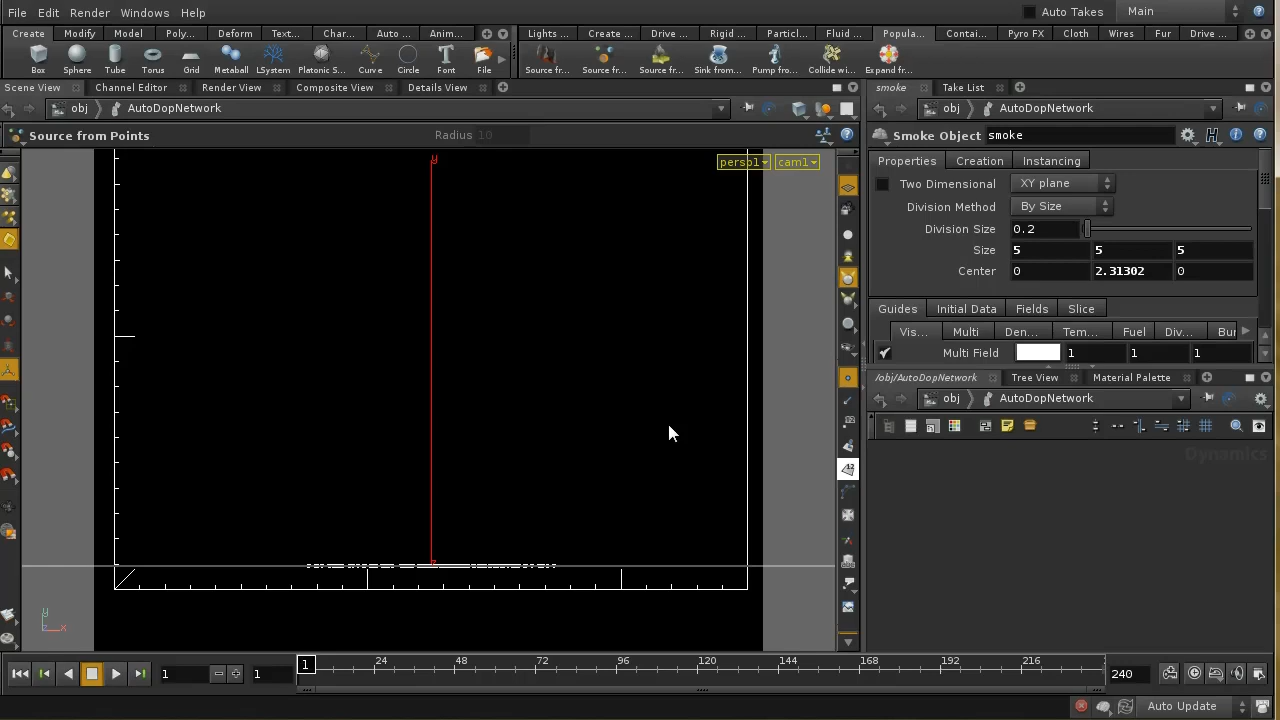 File Edit Render Windows Help Auto Takes Main
Create Modify Model Poly... Deform Text... Char... Auto ... Anim... Lights ... Create ... Drive ... Rigid ... Particl... Fluid ... Popula... Contai... Pyro FX Cloth Wires Fur Drive ...
Box Sphere Tube Torus Grid Metaball LSystem Platonic S... Curve Circle Font File Source fr... Source fr... Source fr... Sink from... Pump fro... Collide wi... Expand fr...
Scene View Channel Editor Render View Composite View Details View smoke Take List
obj AutoDopNetwork obj AutoDopNetwork
Source from Points Radius 10 Smoke Object smoke
y persp1 cam1 Properties Creation Instancing
Two Dimensional XY plane
Division Method By Size
Division Size 0.2
Size 5 5 5
Center 0 2.31302 0
Guides Initial Data Fields Slice
Vis... Multi Den... Tem... Fuel Div... Bur
Multi Field 1 1 1
/obj/AutoDopNetwork Tree View Material Palette
obj AutoDopNetwork
Dynamics
12
z
y
x
1 1 1 24 48 72 96 120 144 168 192 216 240
Auto Update